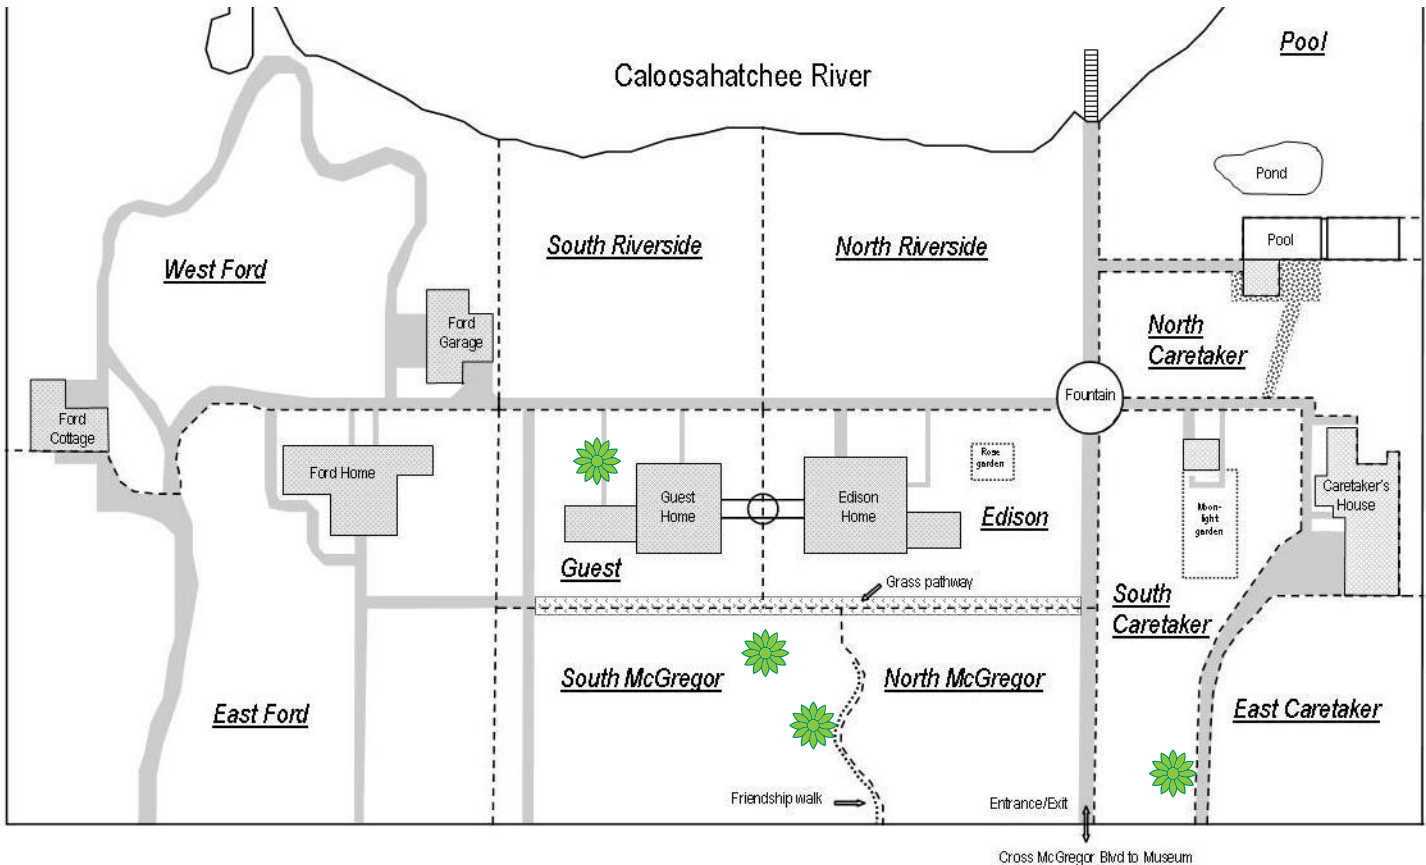 Pool
Caloosahatchee River
Pond
South Riverside
North Riverside
Pool
West Ford
Ford
Garage
North
Caretaker
Fountain
Ford
Cottage
Rose
garden
Ford Home
Guest
Home
Edison
Home
Caretaker's
House
Moon-
light
garden
Edison
Guest
Grass pathway
South
Caretaker
South McGregor
North McGregor
East Ford
East Caretaker
Friendship walk
Entrance/Exit
Cross McGregor Blvd to Museum